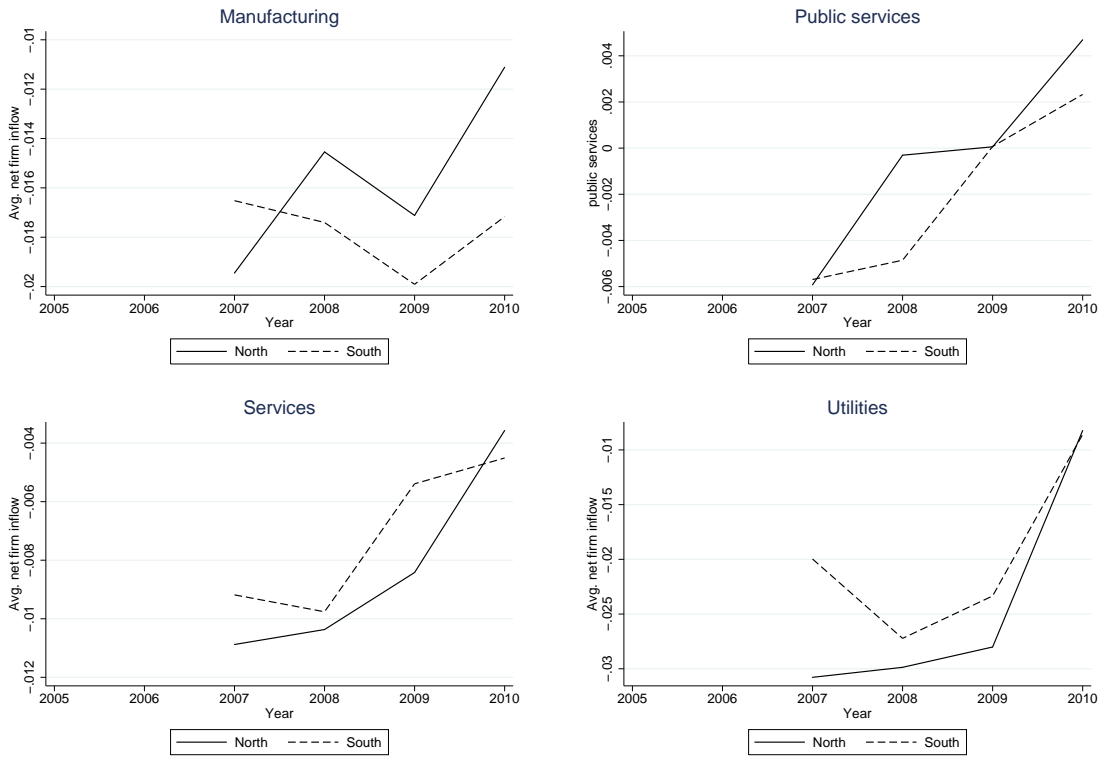 Manufacturing
Avg. net firm inflow
−.01
−.012
−.014
−.016
−.018
−.02
2005 2006 2007 2008 2009 2010
Year
North South
Public services
public services
.004
.002
0
−.002
−.004
−.006
2005 2006 2007 2008 2009 2010
Year
North South
Services
Avg. net firm inflow
−.004
−.006
−.008
−.01
−.012
2005 2006 2007 2008 2009 2010
Year
North South
Utilities
Avg. net firm inflow
−.01
−.015
−.02
−.025
−.03
2005 2006 2007 2008 2009 2010
Year
North South